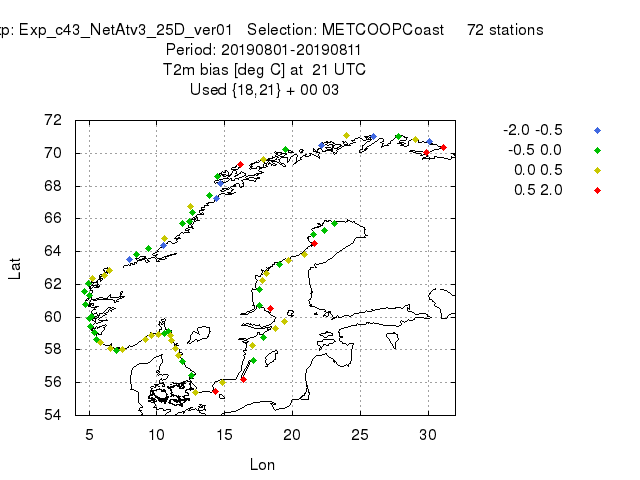 xp: Exp_c43_NetAtv3_25D_ver01   Selection: METCOOPCoast     72 stations
Period: 20190801-20190811
T2m bias [deg C] at  21 UTC
Used {18,21} + 00 03
72
70
68
66
64
62
60
58
56
54
Lat
5 10 15 20 25 30
Lon
-2.0 -0.5
-0.5 0.0
0.0 0.5
0.5 2.0